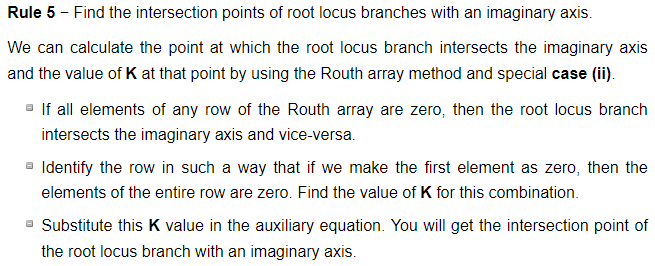 Rule 5 − Find the intersection points of root locus branches with an imaginary axis.
We can calculate the point at which the root locus branch intersects the imaginary axis
and the value of K at that point by using the Routh array method and special case (ii).
If all elements of any row of the Routh array are zero, then the root locus branch
intersects the imaginary axis and vice-versa.
Identify the row in such a way that if we make the first element as zero, then the
elements of the entire row are zero. Find the value of K for this combination.
Substitute this K value in the auxiliary equation. You will get the intersection point of
the root locus branch with an imaginary axis.